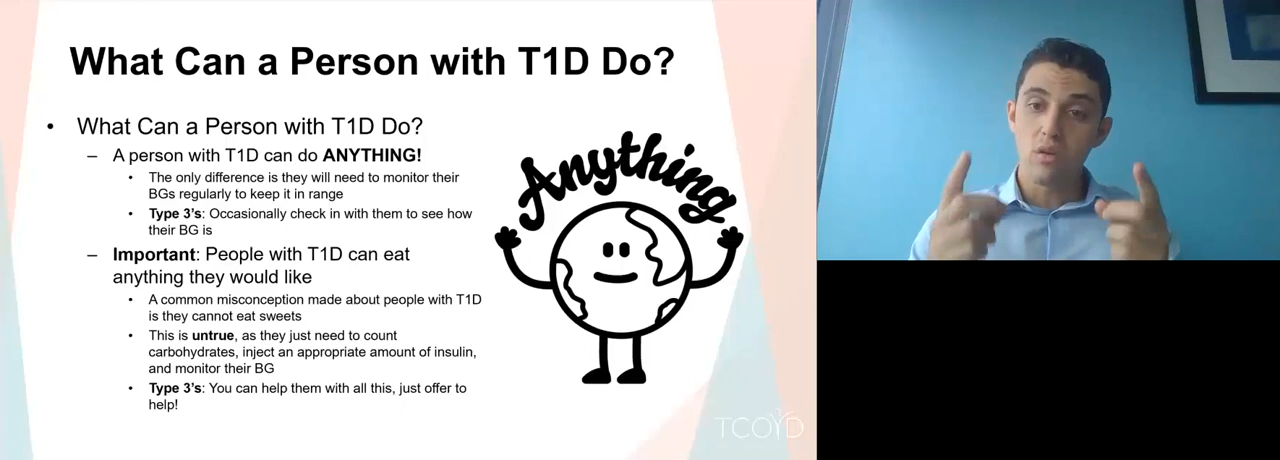 What Can a Person with T1D Do?
• What Can a Person with T1D Do?
– A person with T1D can do ANYTHING!
• The only difference is they will need to monitor their
BGs regularly to keep it in range
• Type 3's: Occasionally check in with them to see how
their BG is
– Important: People with T1D can eat
anything they would like
• A common misconception made about people with T1D
is they cannot eat sweets
• This is untrue, as they just need to count
carbohydrates, inject an appropriate amount of insulin,
and monitor their BG
• Type 3's: You can help them with all this, just offer to
help!
Anything
TCOYD